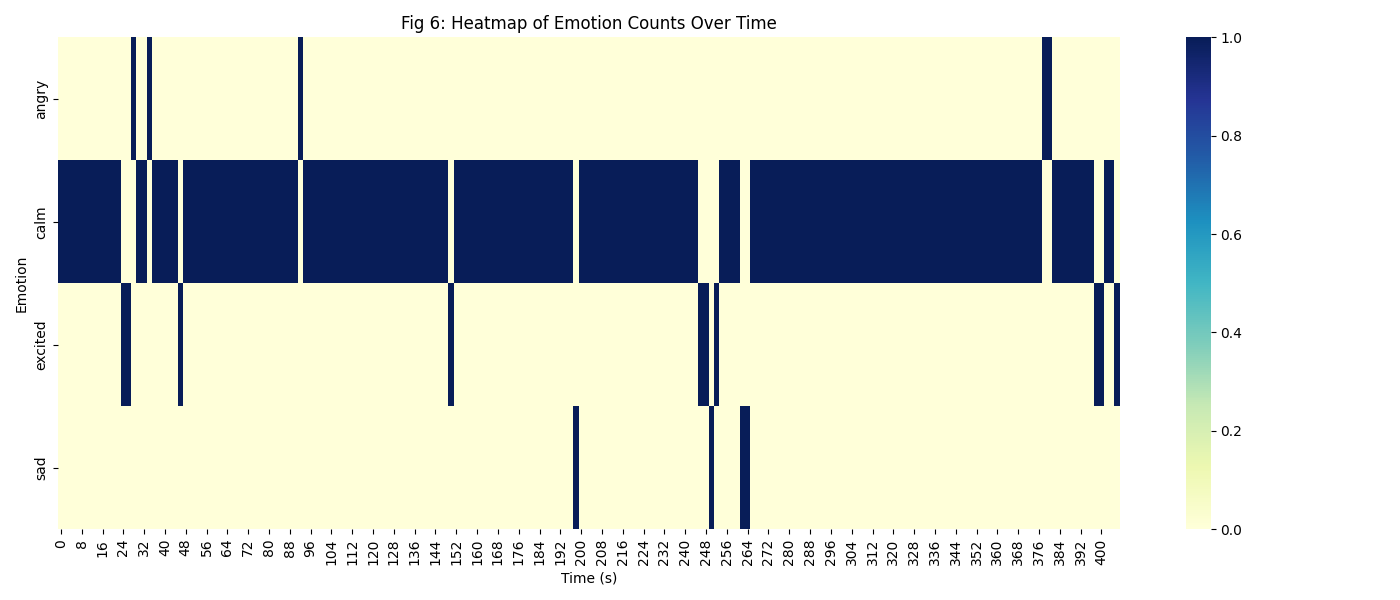 Fig 6: Heatmap of Emotion Counts Over Time
Emotion
angry
calm
excited
sad
0 8 16 24 32 40 48 56 64 72 80 88 96 104 112 120 128 136 144 152 160 168 176 184 192 200 208 216 224 232 240 248 256 264 272 280 288 296 304 312 320 328 336 344 352 360 368 376 384 392 400
Time (s)
1.0
0.8
0.6
0.4
0.2
0.0